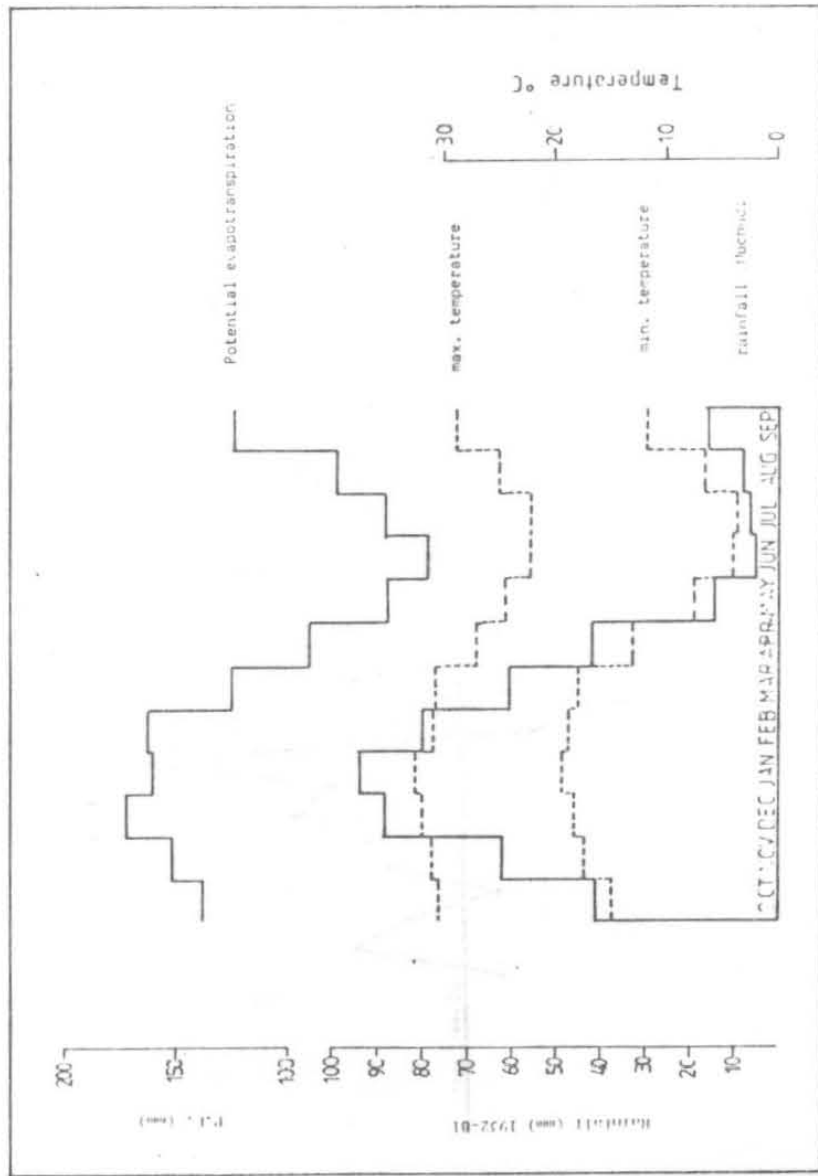 P.E. (mm)
200
150
100
Rainfall (mm) 1932-81
100
90
80
70
60
50
40
30
20
10
OCT NOV DEC JAN FEB MAR APR MAY JUN JUL AUG SEP
Potential evapotranspiration
max. temperature
min. temperature
rainfall
Temperature °C
30
20
10
0